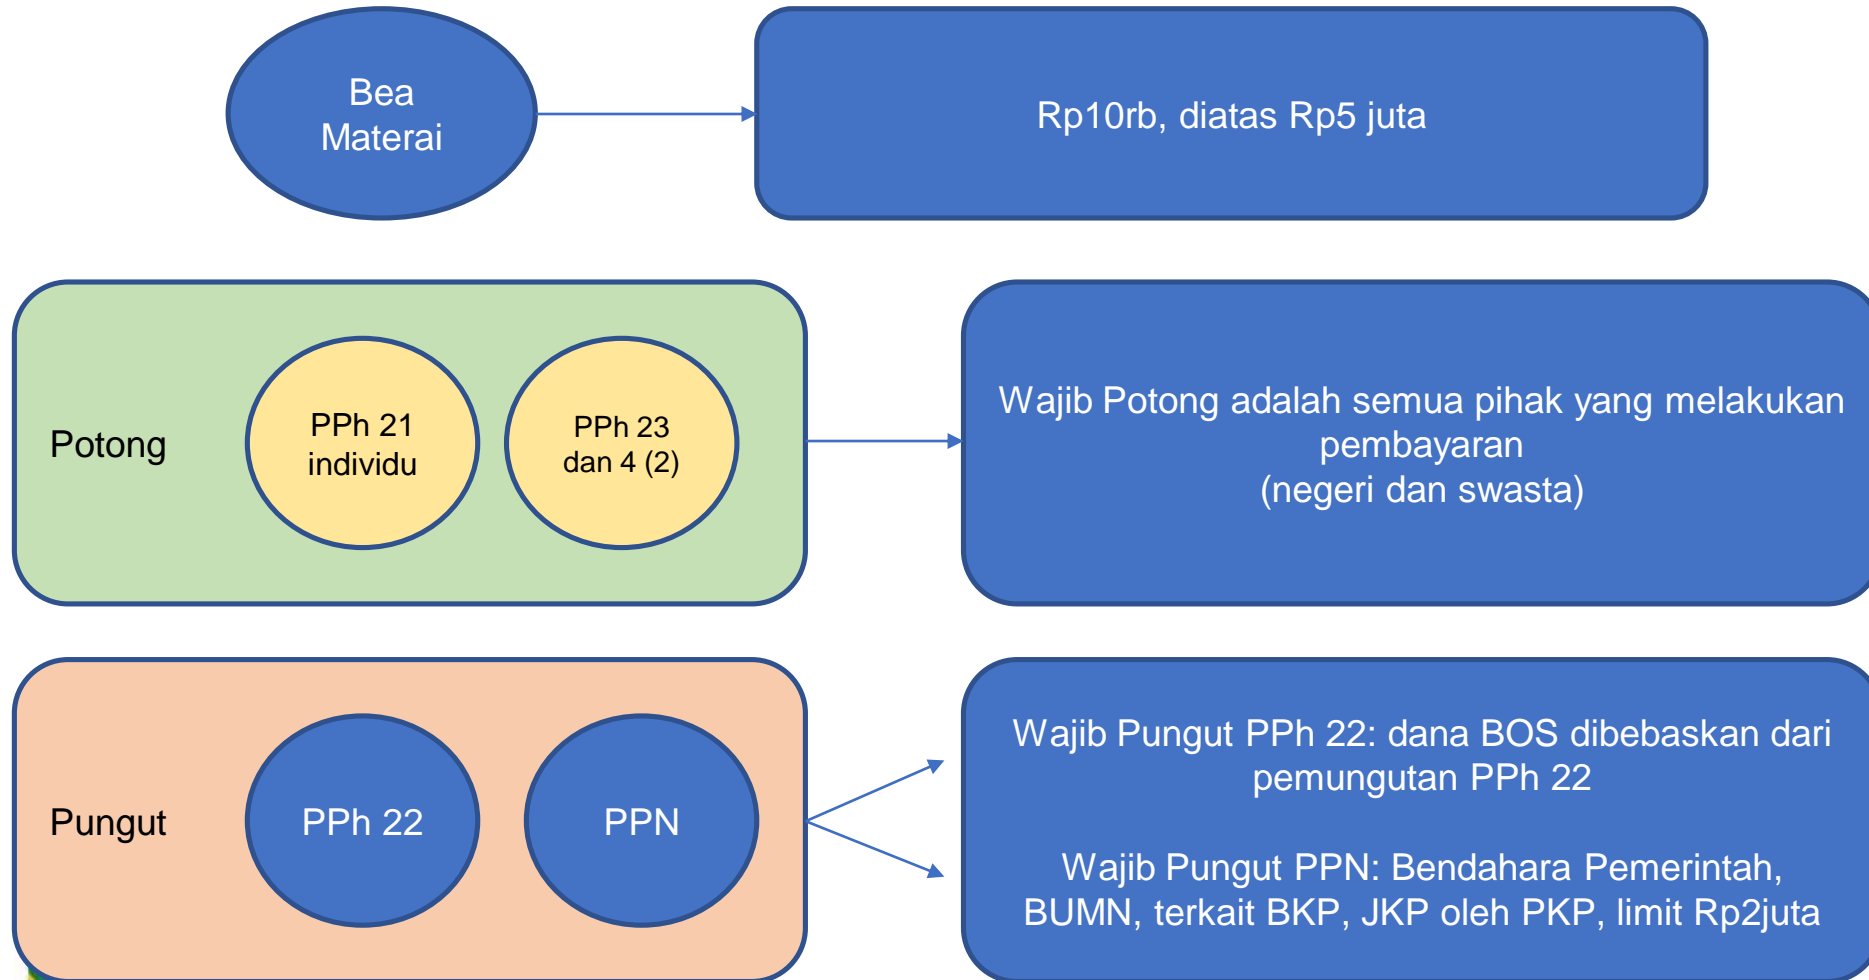 Bea
Materai
Rp10rb, diatas Rp5 juta
Potong
PPh 21
individu
PPh 23
dan 4 (2)
Wajib Potong adalah semua pihak yang melakukan
pembayaran
(negeri dan swasta)
Pungut
PPh 22
PPN
Wajib Pungut PPh 22: dana BOS dibebaskan dari
pemungutan PPh 22
Wajib Pungut PPN: Bendahara Pemerintah,
BUMN, terkait BKP, JKP oleh PKP, limit Rp2juta